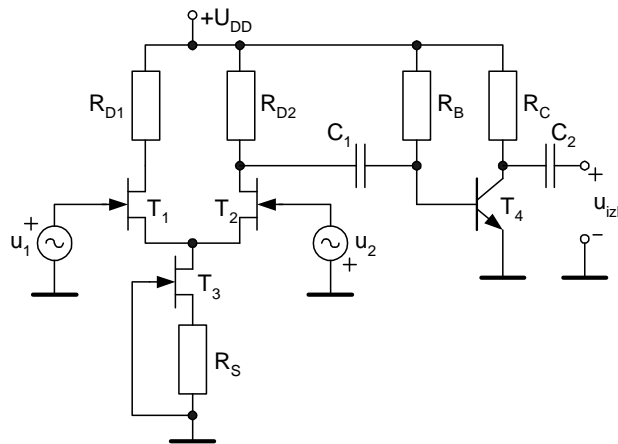 +U_DD
R_D1
R_D2
C_1
R_B
R_C
C_2
+
T_1
T_2
T_4
u_izl
+
u_1
u_2
+
−
T_3
R_S